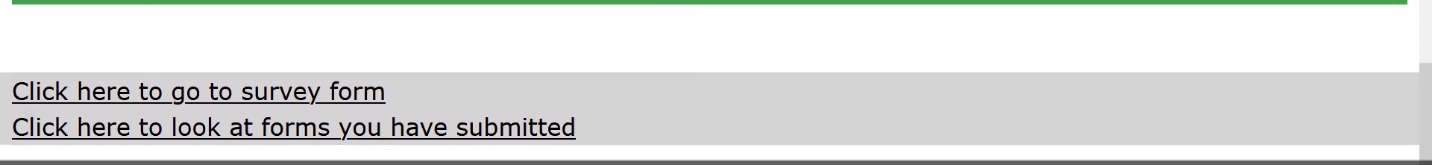 Click here to go to survey form
Click here to look at forms you have submitted